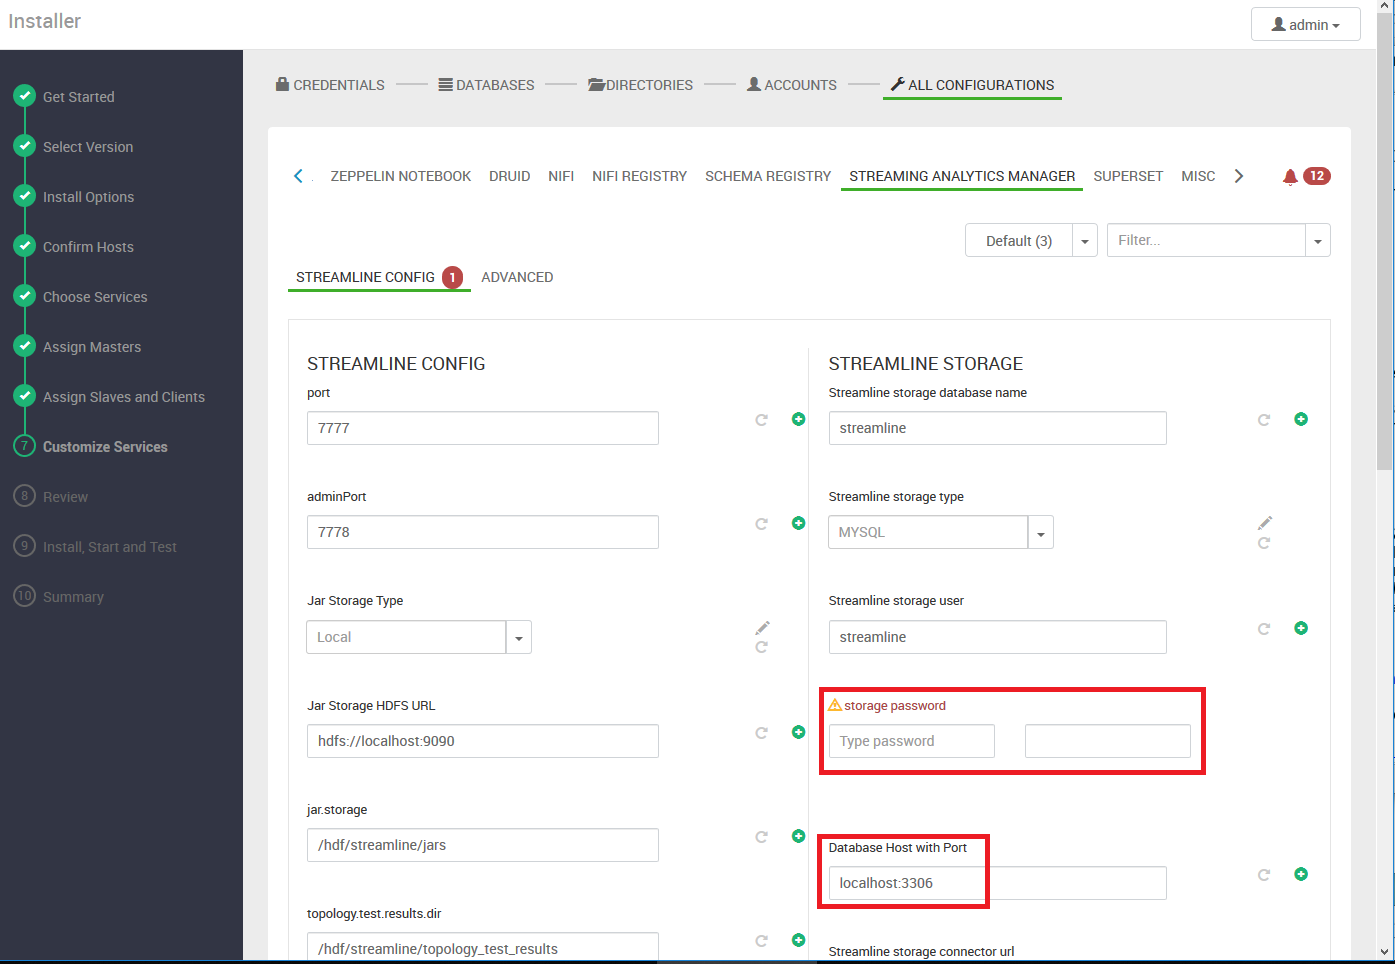 Installer
admin
Get Started
Select Version
Install Options
Confirm Hosts
Choose Services
Assign Masters
Assign Slaves and Clients
7 Customize Services
8 Review
9 Install, Start and Test
10 Summary
CREDENTIALS DATABASES DIRECTORIES ACCOUNTS ALL CONFIGURATIONS
ZEPPELIN NOTEBOOK DRUID NIFI NIFI REGISTRY SCHEMA REGISTRY STREAMING ANALYTICS MANAGER SUPERSET MISC 12
Default (3) Filter...
STREAMLINE CONFIG 1 ADVANCED
STREAMLINE CONFIG
port
7777
adminPort
7778
Jar Storage Type
Local
Jar Storage HDFS URL
hdfs://localhost:9090
jar.storage
/hdf/streamline/jars
topology.test.results.dir
/hdf/streamline/topology_test_results
STREAMLINE STORAGE
Streamline storage database name
streamline
Streamline storage type
MYSQL
Streamline storage user
streamline
storage password
Type password
Database Host with Port
localhost:3306
Streamline storage connector url